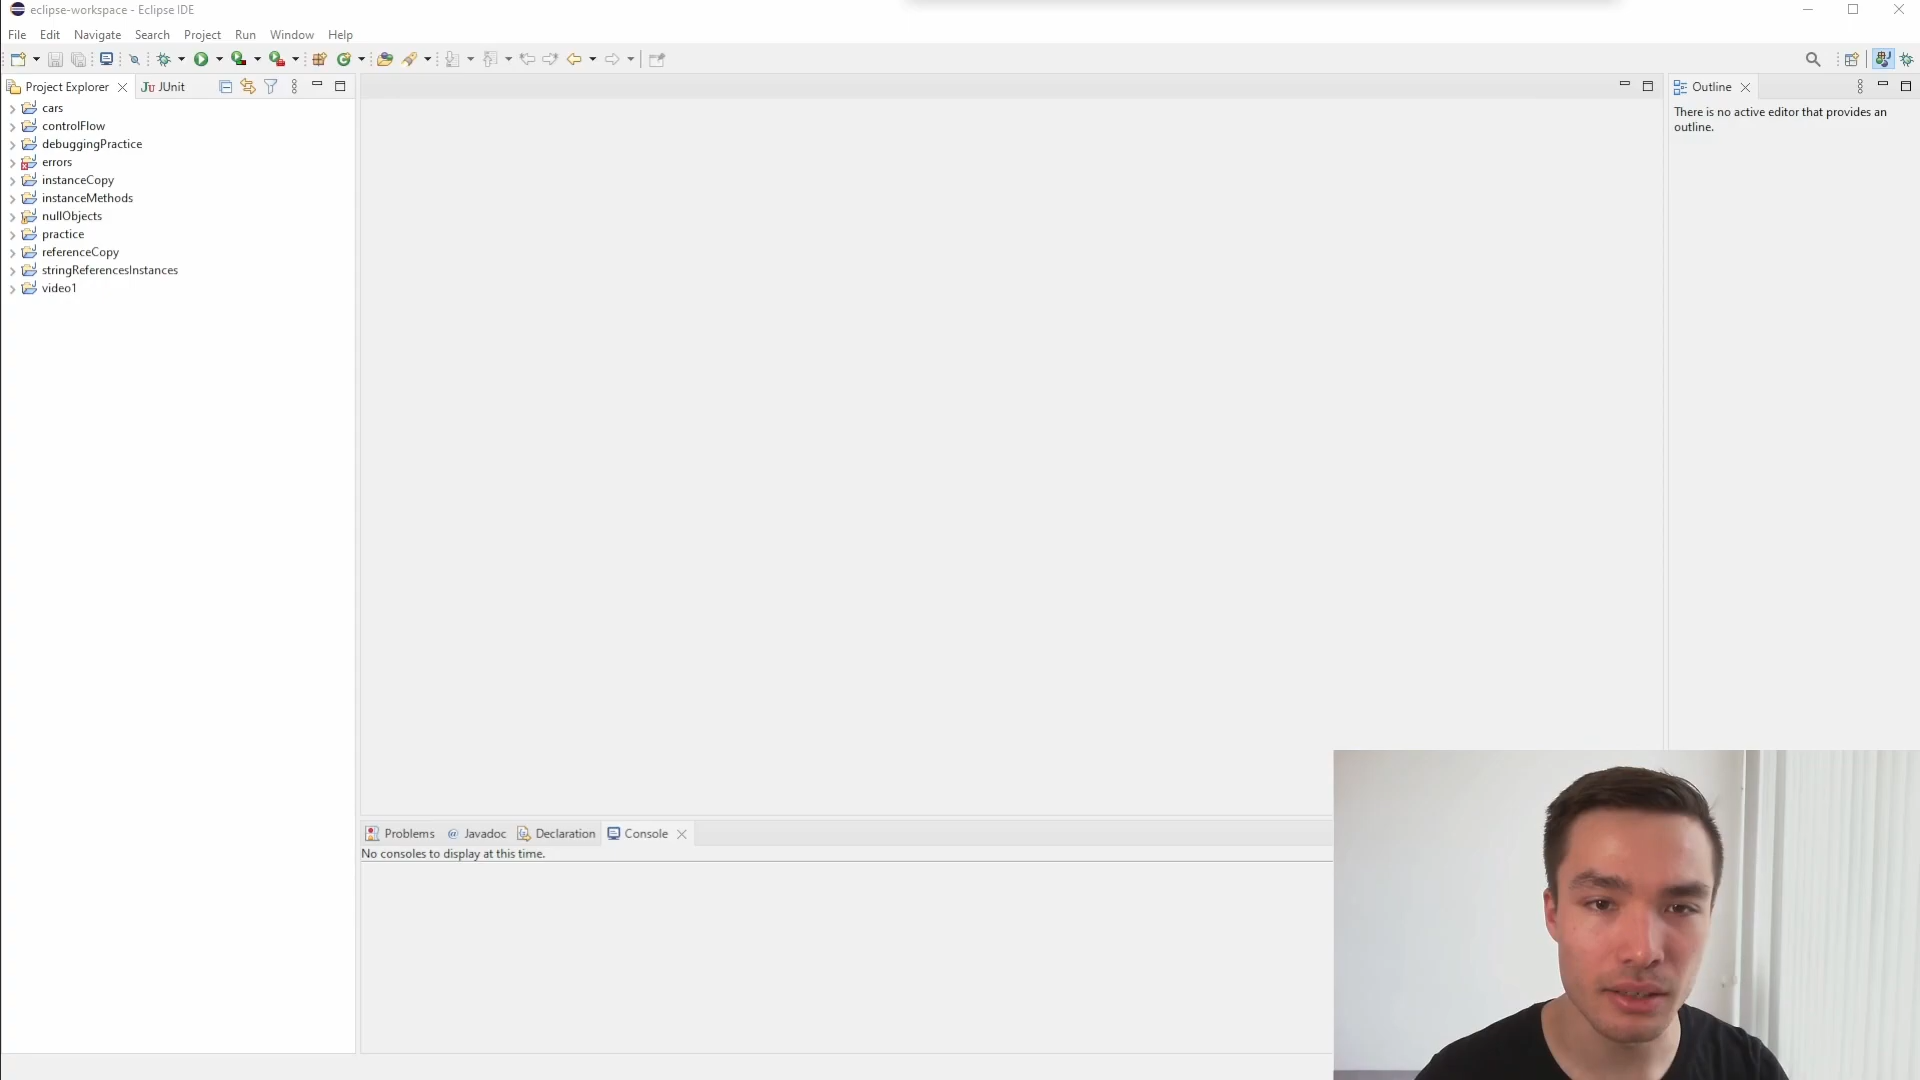 eclipse-workspace - Eclipse IDE
File Edit Navigate Search Project Run Window Help
Project Explorer JUnit
Outline
cars
controlFlow
debuggingPractice
errors
instanceCopy
instanceMethods
nullObjects
practice
referenceCopy
stringReferencesInstances
video1
There is no active editor that provides an
outline.
Problems @ Javadoc Declaration Console
No consoles to display at this time.